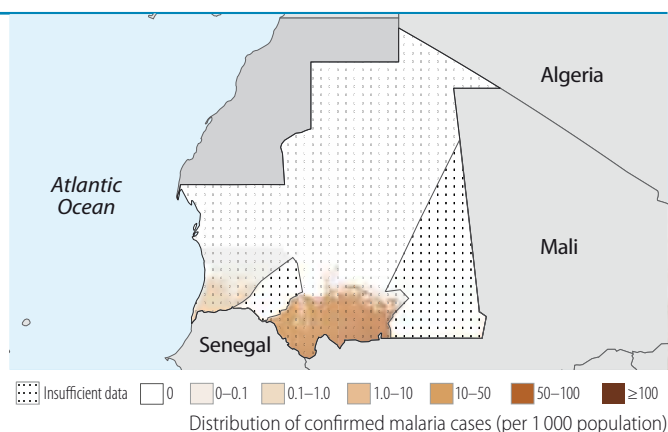 Algeria
Atlantic
Ocean
Mali
Senegal
Insufficient data 0 0–0.1 0.1–1.0 1.0–10 10–50 50–100 ≥100
Distribution of confirmed malaria cases (per 1 000 population)